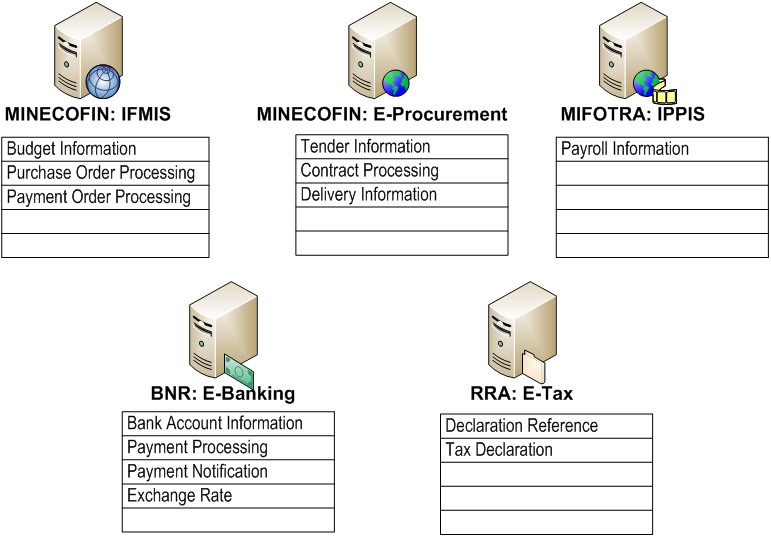 MINECOFIN: IFMIS
Budget Information
Purchase Order Processing
Payment Order Processing
MINECOFIN: E-Procurement
Tender Information
Contract Processing
Delivery Information
MIFOTRA: IPPIS
Payroll Information
BNR: E-Banking
Bank Account Information
Payment Processing
Payment Notification
Exchange Rate
RRA: E-Tax
Declaration Reference
Tax Declaration